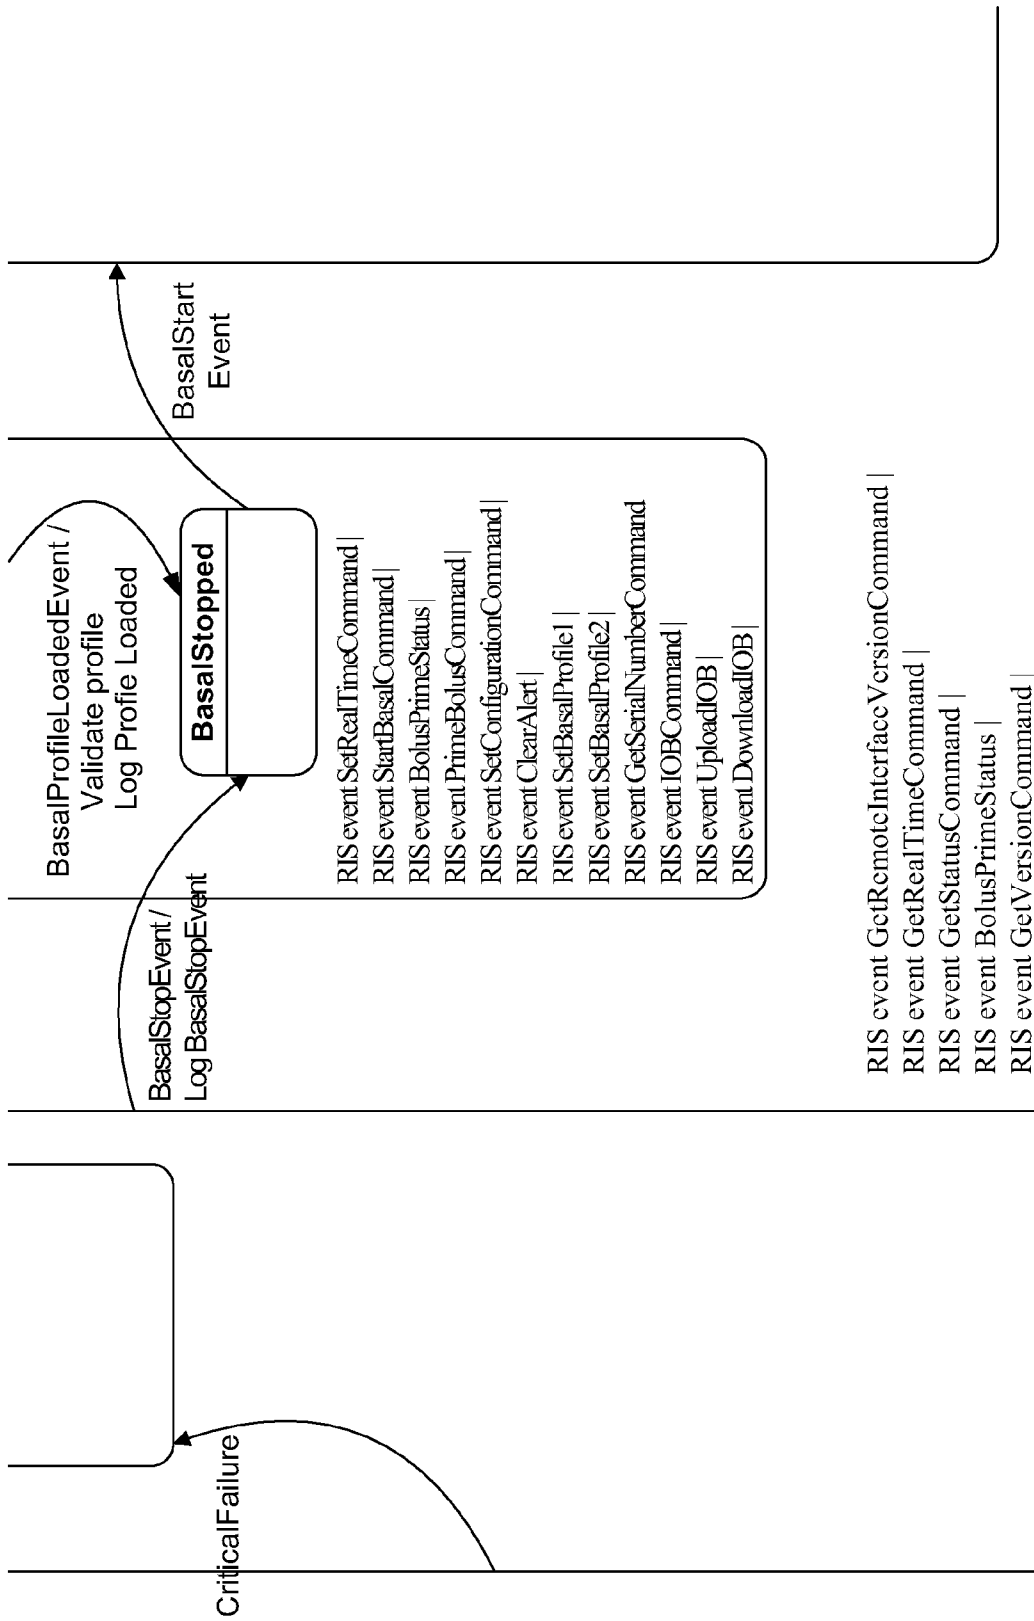 BasalProfileLoadedEvent /
Validate profile
Log Profie Loaded
BasalStart
Event
BasalStopped
BasalStopEvent /
Log BasalStopEvent
RIS event SetRealTimeCommand |
RIS event StartBasalCommand |
RIS event BolusPrimeStatus |
RIS event PrimeBolusCommand |
RIS event SetConfigurationCommand |
RIS event ClearAlert |
RIS event SetBasalProfile1 |
RIS event SetBasalProfile2 |
RIS event GetSerialNumberCommand
RIS event IOBCommand |
RIS event UploadIOB |
RIS event DownloadIOB |
CriticalFailure
RIS event GetRemoteInterfaceVersionCommand |
RIS event GetRealTimeCommand |
RIS event GetStatusCommand |
RIS event BolusPrimeStatus |
RIS event GetVersionCommand |